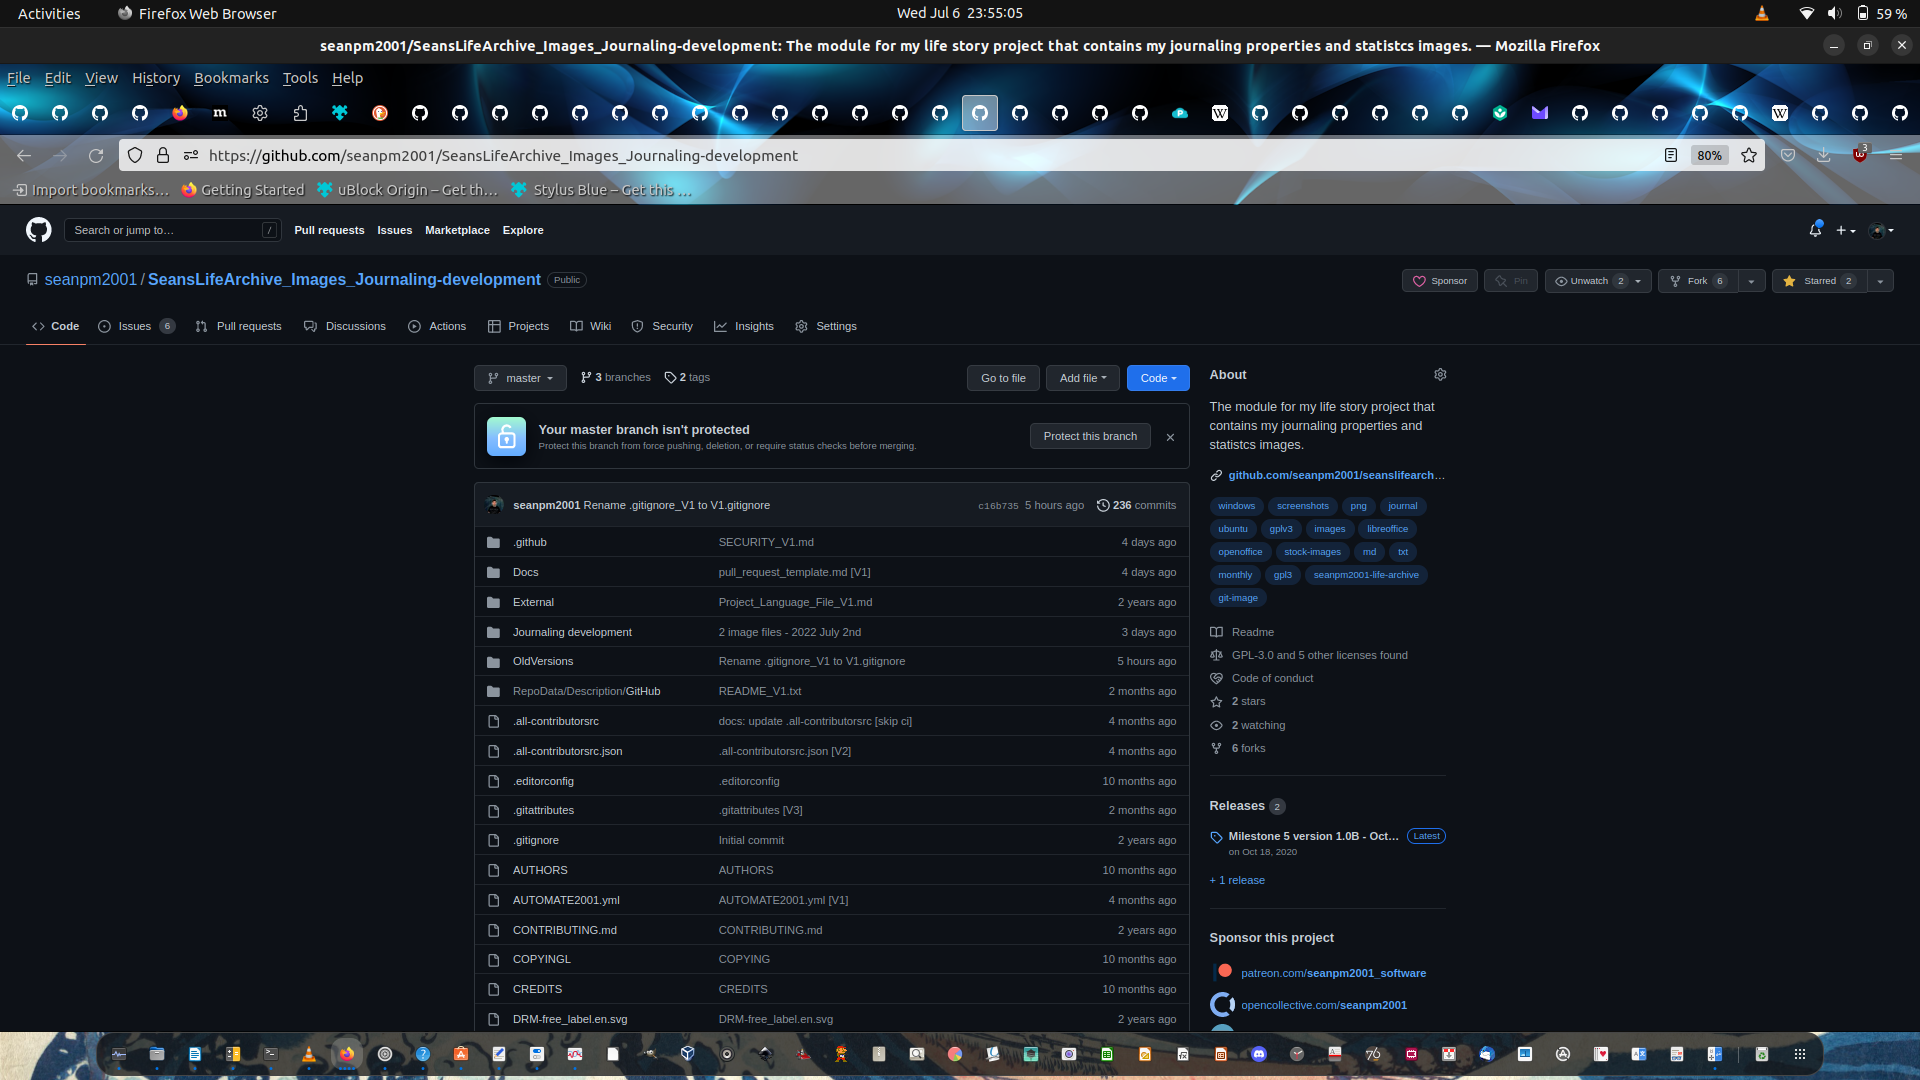 Activities
Firefox Web Browser
Wed Jul 6 23:55:05
59 %
seanpm2001/SeansLifeArchive_Images_Journaling-development: The module for my life story project that contains my journaling properties and statistcs images. — Mozilla Firefox
File Edit View History Bookmarks Tools Help
https://github.com/seanpm2001/SeansLifeArchive_Images_Journaling-development
80%
3
Import bookmarks… Getting Started uBlock Origin – Get th… Stylus Blue – Get this …
Search or jump to… /
Pull requests Issues Marketplace Explore
seanpm2001 / SeansLifeArchive_Images_Journaling-development Public
Sponsor Pin Unwatch 2 Fork 6 Starred 2
Code Issues 6 Pull requests Discussions Actions Projects Wiki Security Insights Settings
master 3 branches 2 tags Go to file Add file Code
Your master branch isn't protected
Protect this branch from force pushing, deletion, or require status checks before merging.
Protect this branch
seanpm2001 Rename .gitignore_V1 to V1.gitignore c16b735 5 hours ago 236 commits
.github SECURITY_V1.md 4 days ago
Docs pull_request_template.md [V1] 4 days ago
External Project_Language_File_V1.md 2 years ago
Journaling development 2 image files - 2022 July 2nd 3 days ago
OldVersions Rename .gitignore_V1 to V1.gitignore 5 hours ago
RepoData/Description/GitHub README_V1.txt 2 months ago
.all-contributorsrc docs: update .all-contributorsrc [skip ci] 4 months ago
.all-contributorsrc.json .all-contributorsrc.json [V2] 4 months ago
.editorconfig .editorconfig 10 months ago
.gitattributes .gitattributes [V3] 2 months ago
.gitignore Initial commit 2 years ago
AUTHORS AUTHORS 10 months ago
AUTOMATE2001.yml AUTOMATE2001.yml [V1] 4 months ago
CONTRIBUTING.md CONTRIBUTING.md 2 years ago
COPYINGL COPYING 10 months ago
CREDITS CREDITS 10 months ago
DRM-free_label.en.svg DRM-free_label.en.svg 2 years ago
About
The module for my life story project that
contains my journaling properties and
statistcs images.
github.com/seanpm2001/seanslifearch…
windows screenshots png journal
ubuntu gplv3 images libreoffice
openoffice stock-images md txt
monthly gpl3 seanpm2001-life-archive
git-image
Readme
GPL-3.0 and 5 other licenses found
Code of conduct
2 stars
2 watching
6 forks
Releases 2
Milestone 5 version 1.0B - Oct… Latest
on Oct 18, 2020
+ 1 release
Sponsor this project
patreon.com/seanpm2001_software
opencollective.com/seanpm2001